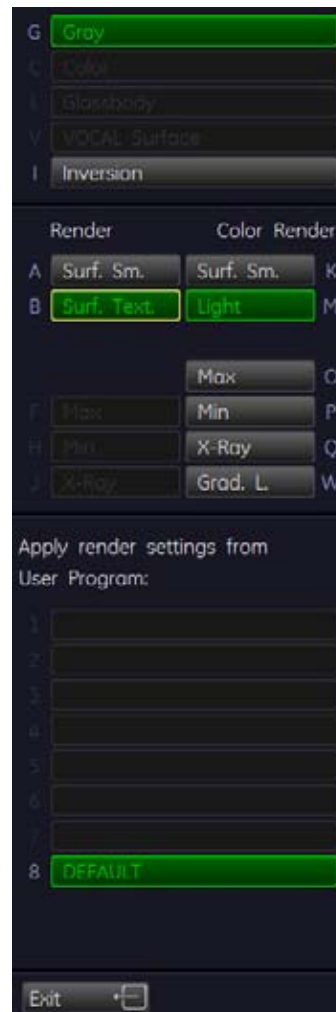 G Gray
C Color
L Glassbody
V VOCAL Surface
I Inversion
Render Color Render
A Surf. Sm. Surf. Sm. K
B Surf. Text. Light M
Max O
F Max Min P
H Min X-Ray Q
J X-Ray Grad. L. W
Apply render settings from
User Program:
1
2
3
4
5
6
7
8 DEFAULT
Exit